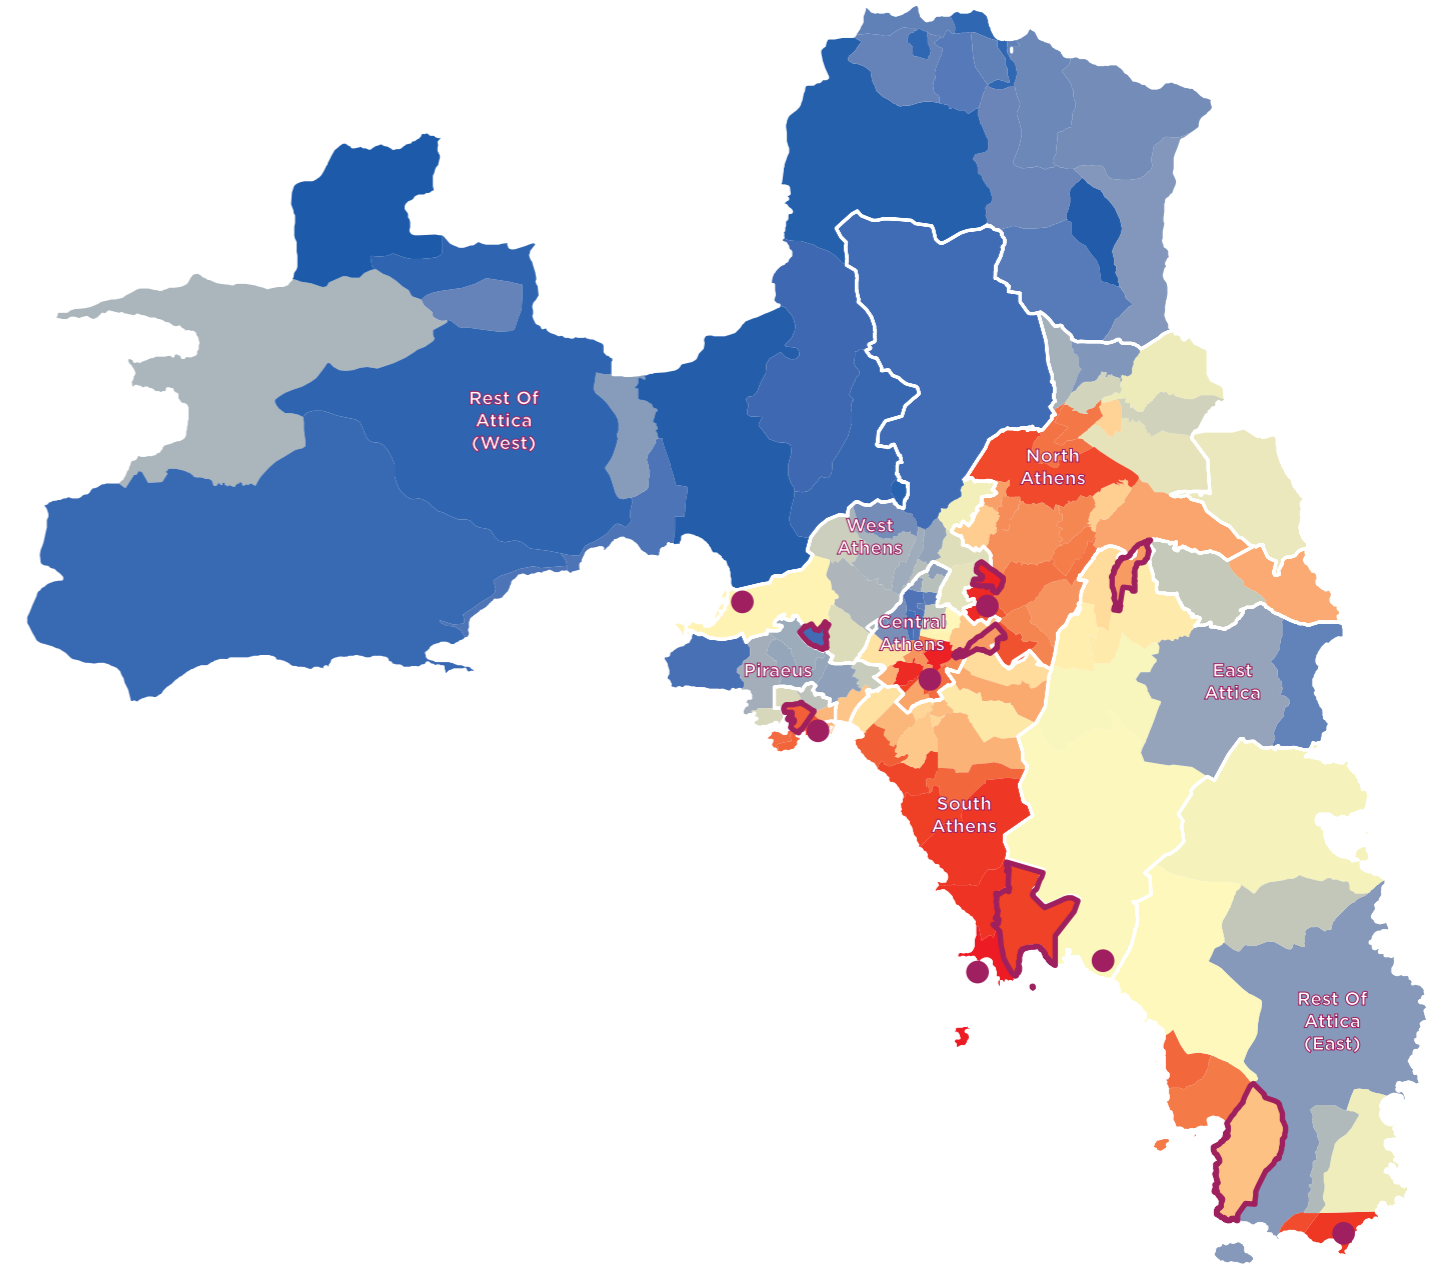 Rest Of
Attica
(West)
North
Athens
West
Athens
Central
Athens
Piraeus
East
Attica
South
Athens
Rest Of
Attica
(East)